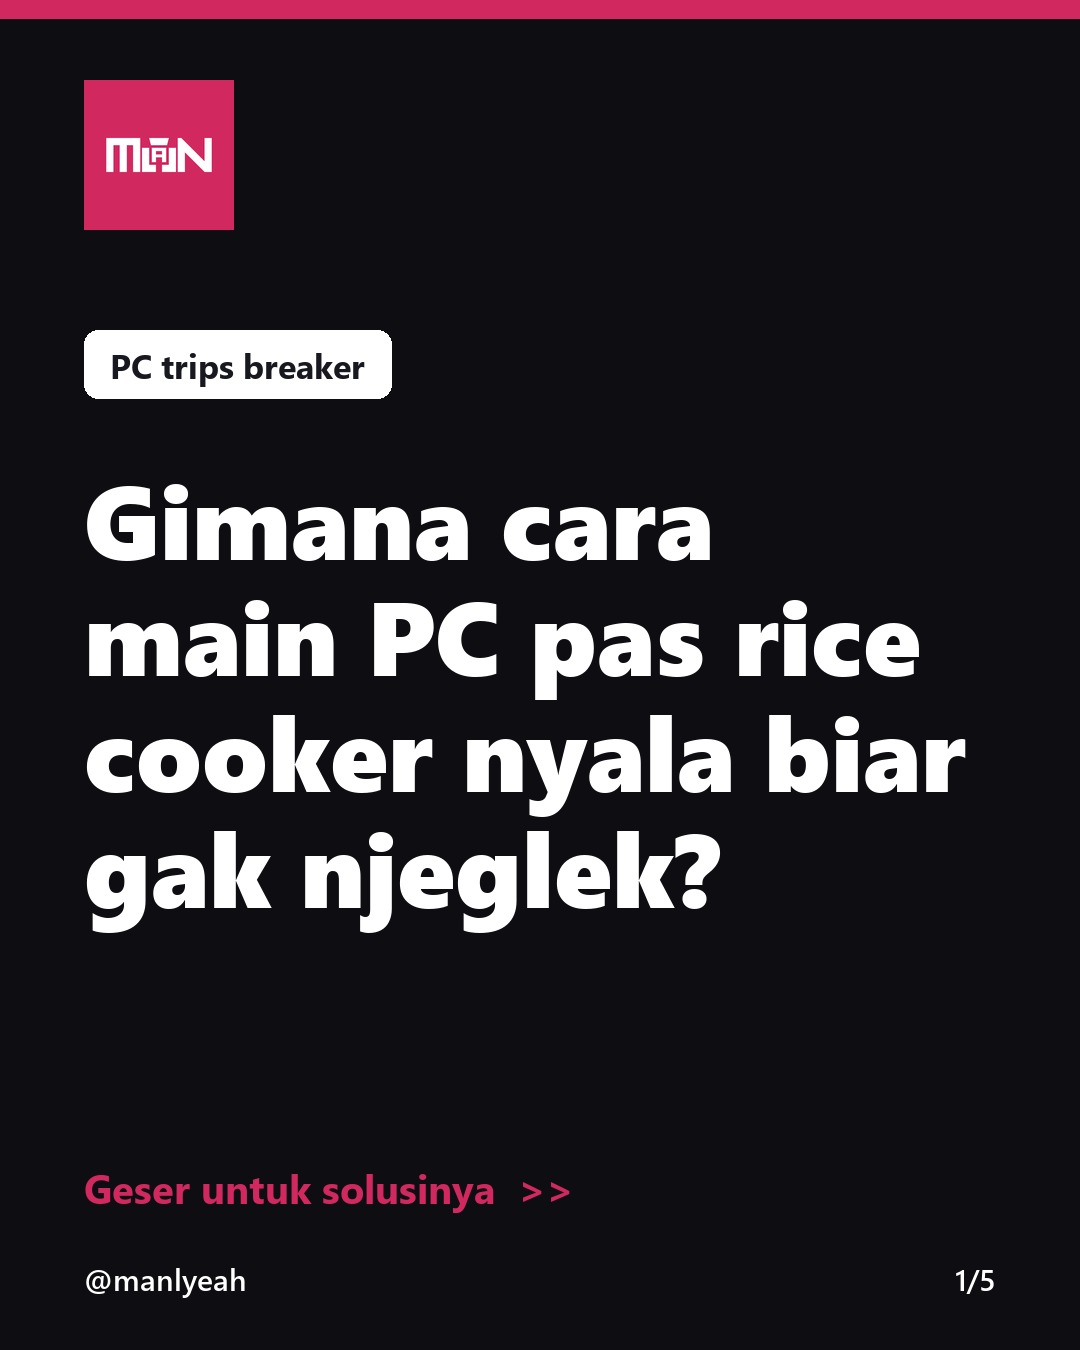 MAN
PC trips breaker
Gimana cara
main PC pas rice
cooker nyala biar
gak njeglek?
Geser untuk solusinya >>
@manlyeah
1/5